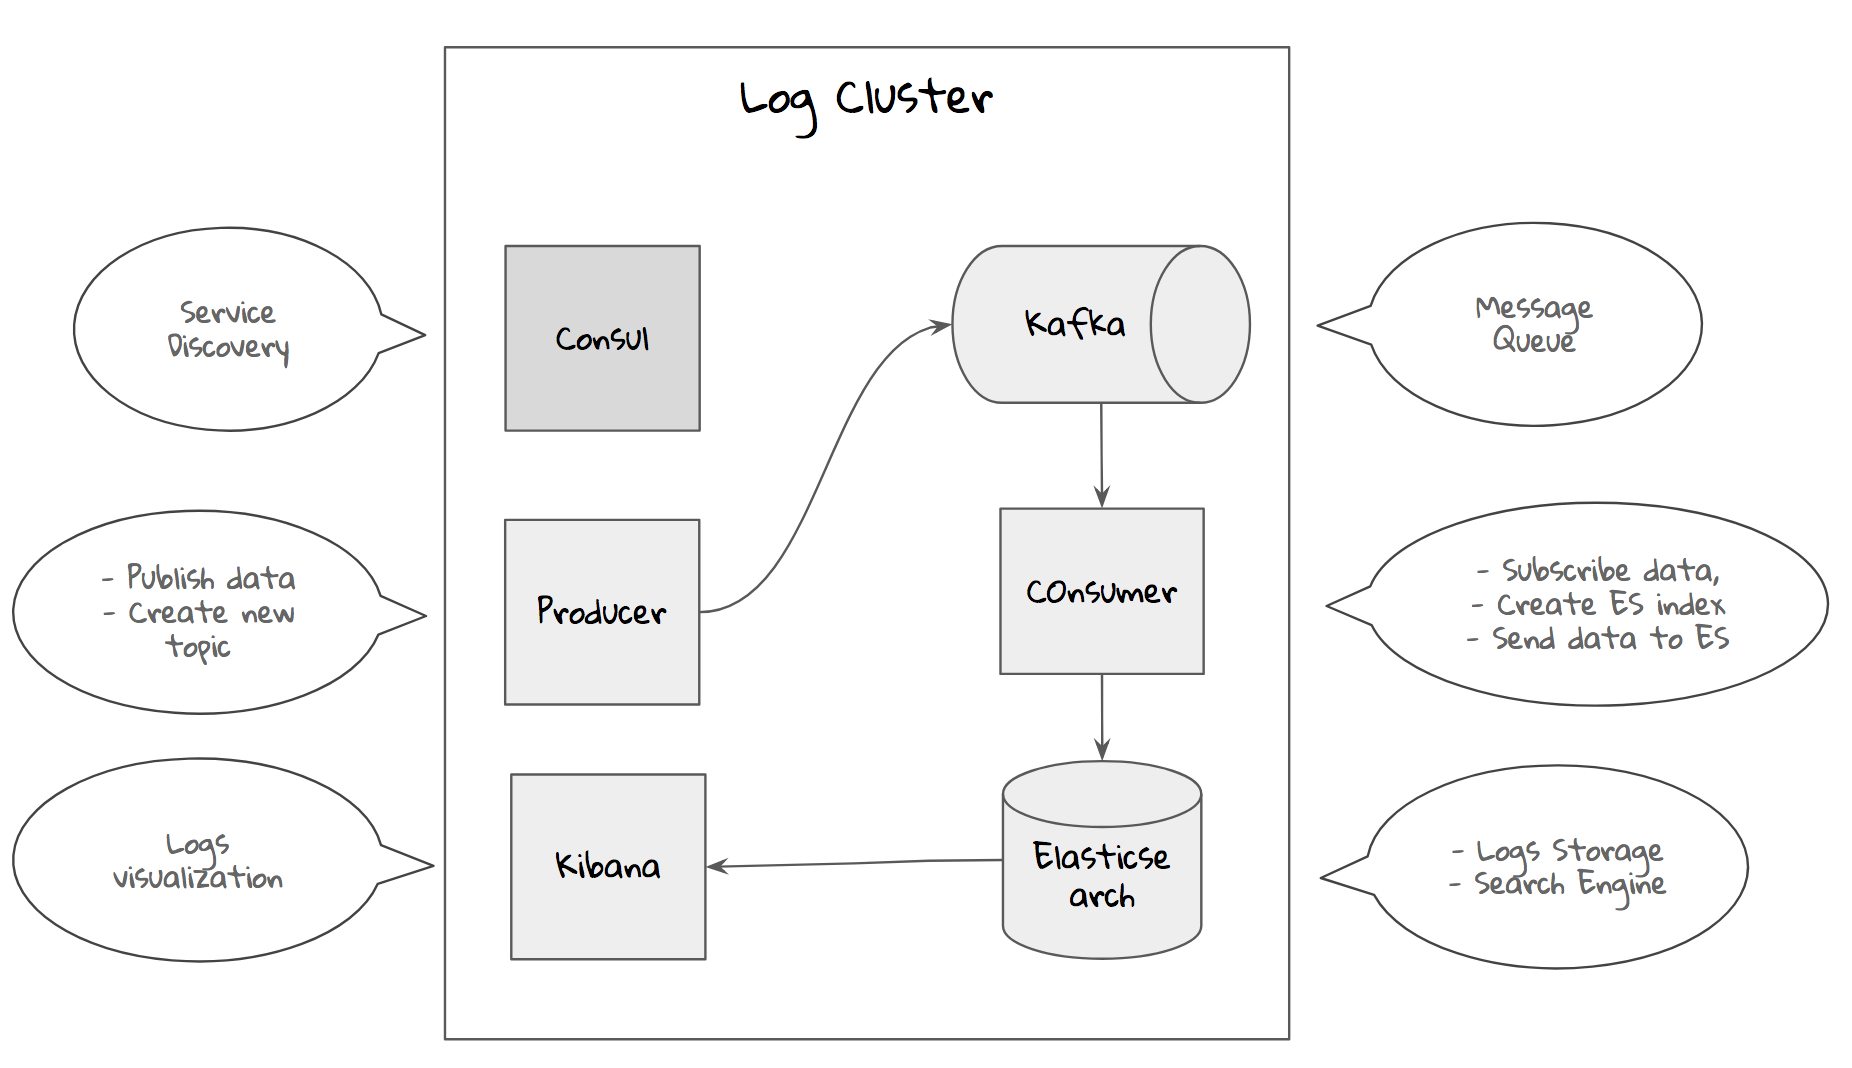 Log Cluster
Service
Discovery
Consul
Kafka
Message
Queue
- Publish data
- Create new
topic
Producer
COnsumer
- Subscribe data,
- Create ES index
- Send data to ES
Logs
visualization
Kibana
Elasticse
arch
- Logs Storage
- Search Engine